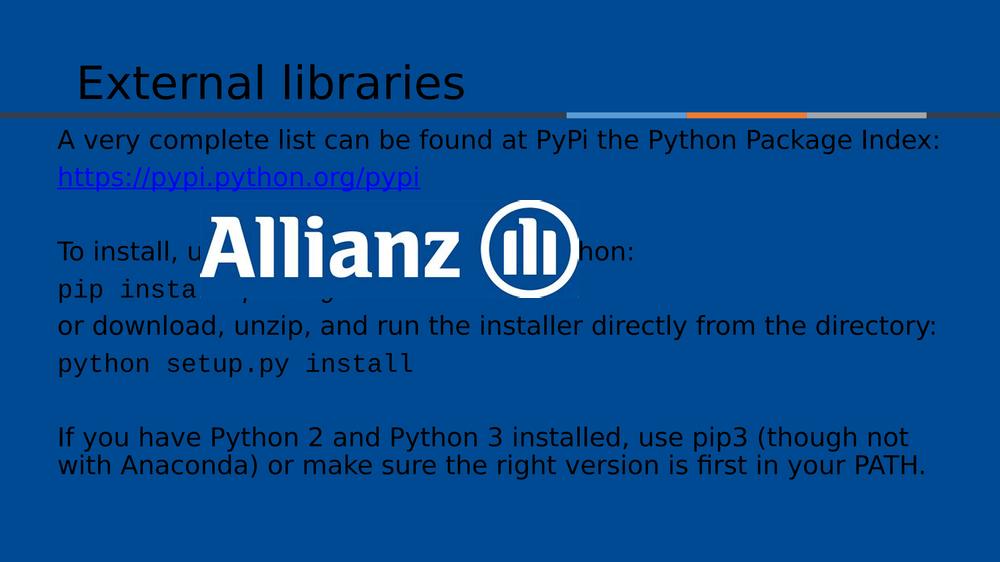 External libraries
A very complete list can be found at PyPi the Python Package Index:
https://pypi.python.org/pypi
To install, hon:
Allianz
pip
or download, unzip, and run the installer directly from the directory:
python setup.py install
If you have Python 2 and Python 3 installed, use pip3 (though not
with Anaconda) or make sure the right version is first in your PATH.